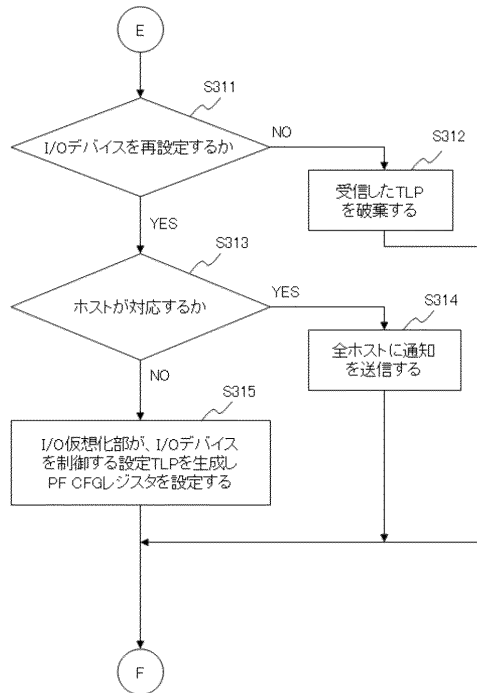 E
S311
I/Oデバイスを再設定するか
NO
S312
受信したTLP
を破棄する
YES
S313
ホストが対応するか
YES
S314
全ホストに通知
を送信する
NO
S315
I/O仮想化部が、I/Oデバイス
を制御する設定TLPを生成し
PF CFGレジスタを設定する
F